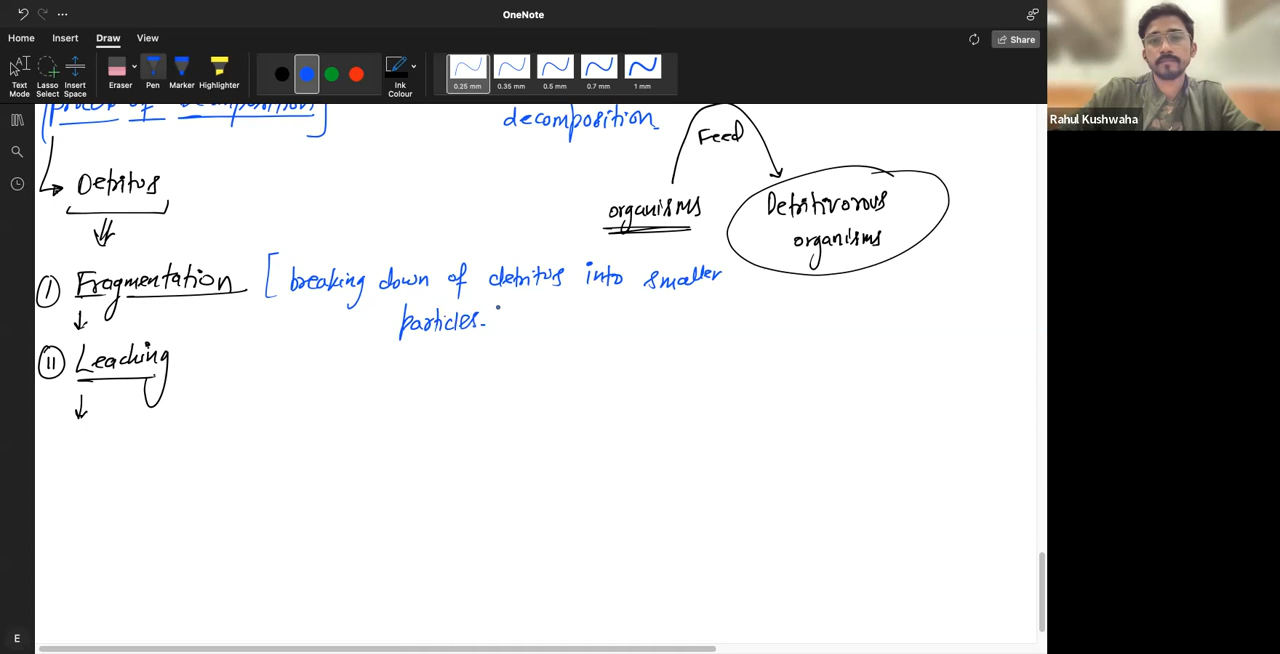 OneNote
Home Insert Draw View
Share
Text Mode
Lasso Select
Insert Space
Eraser
Pen
Marker
Highlighter
Ink Colour
0.25 mm
0.35 mm
0.5 mm
0.7 mm
1 mm
Rahul Kushwaha
of
decomposition
Feed
Detritus
organisms
Detritivorous
organisms
I Fragmentation [ breaking down of detritus into smaller
particles.
II Leaching
E